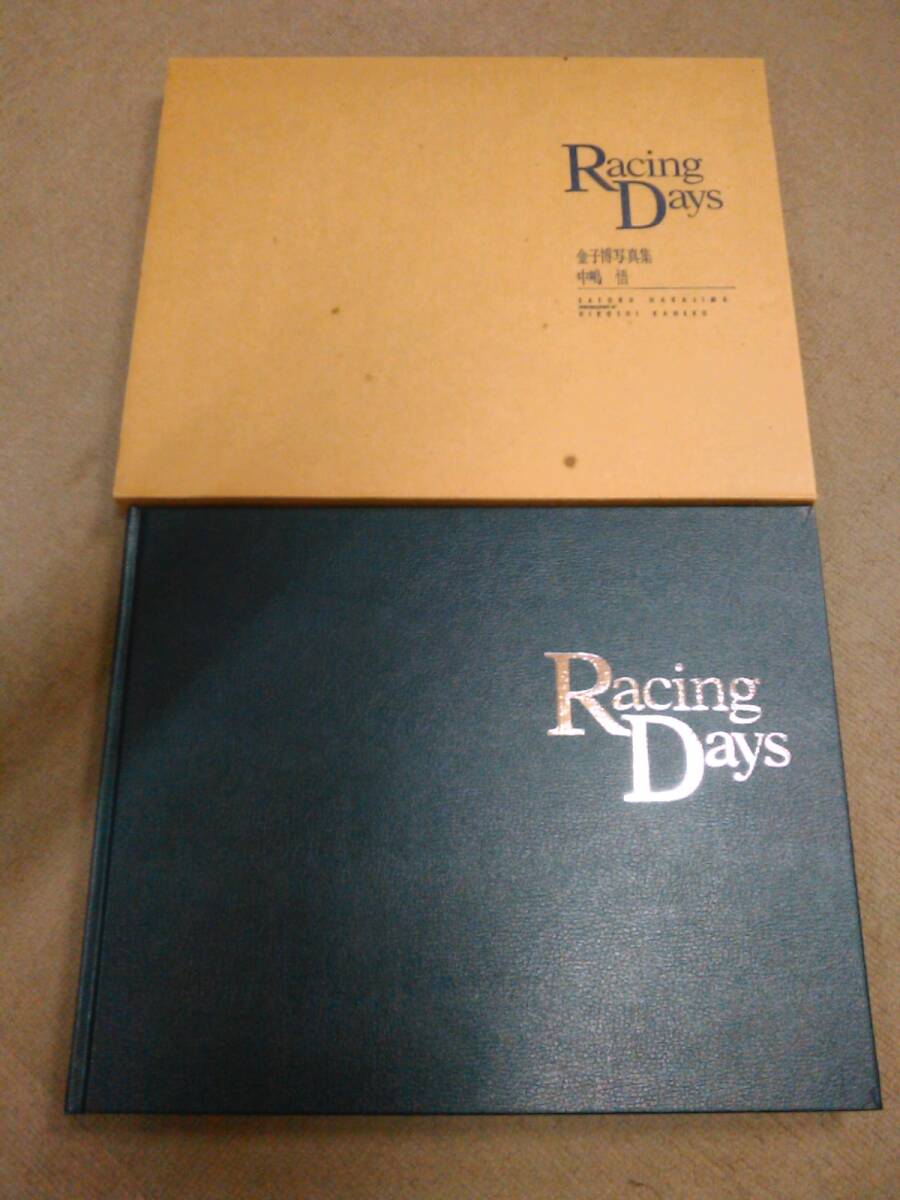 Racing
Days
金子博写真集
中嶋 悟
SATORU NAKAJIMA
HIROSHI KANEKO
Racing
Days